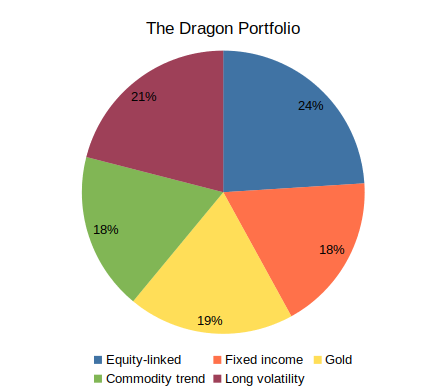 The Dragon Portfolio
21%
24%
18%
18%
19%
Equity-linked
Fixed income
Gold
Commodity trend
Long volatility